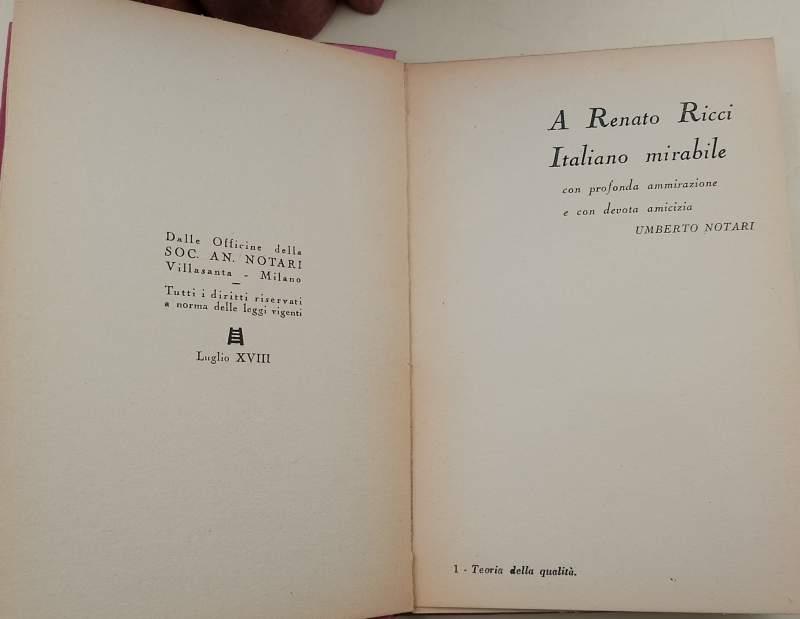 Dalle Officine della
SOC. AN. NOTARI
Villasanta - Milano
Tutti i diritti riservati
a norma delle leggi vigenti
Luglio XVIII
A Renato Ricci
Italiano mirabile
con profonda ammirazione
e con devota amicizia
UMBERTO NOTARI
1 - Teoria della qualità.